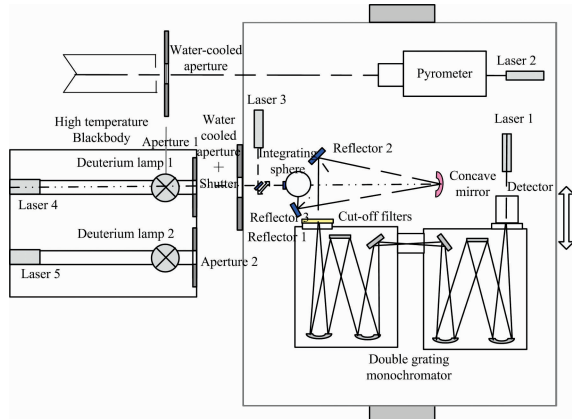 Water-cooled
aperture
Laser 2
Pyrometer
Laser 3
Laser 1
High temperature
Blackbody
Water
cooled
aperture
+
Shutter
Aperture 1
Integrating
sphere
Reflector 2
Deuterium lamp 1
Concave
mirror
Detector
Laser 4
Reflector 3
Cut-off filters
Reflector 1
Deuterium lamp 2
Aperture 2
Laser 5
Double grating
monochromator